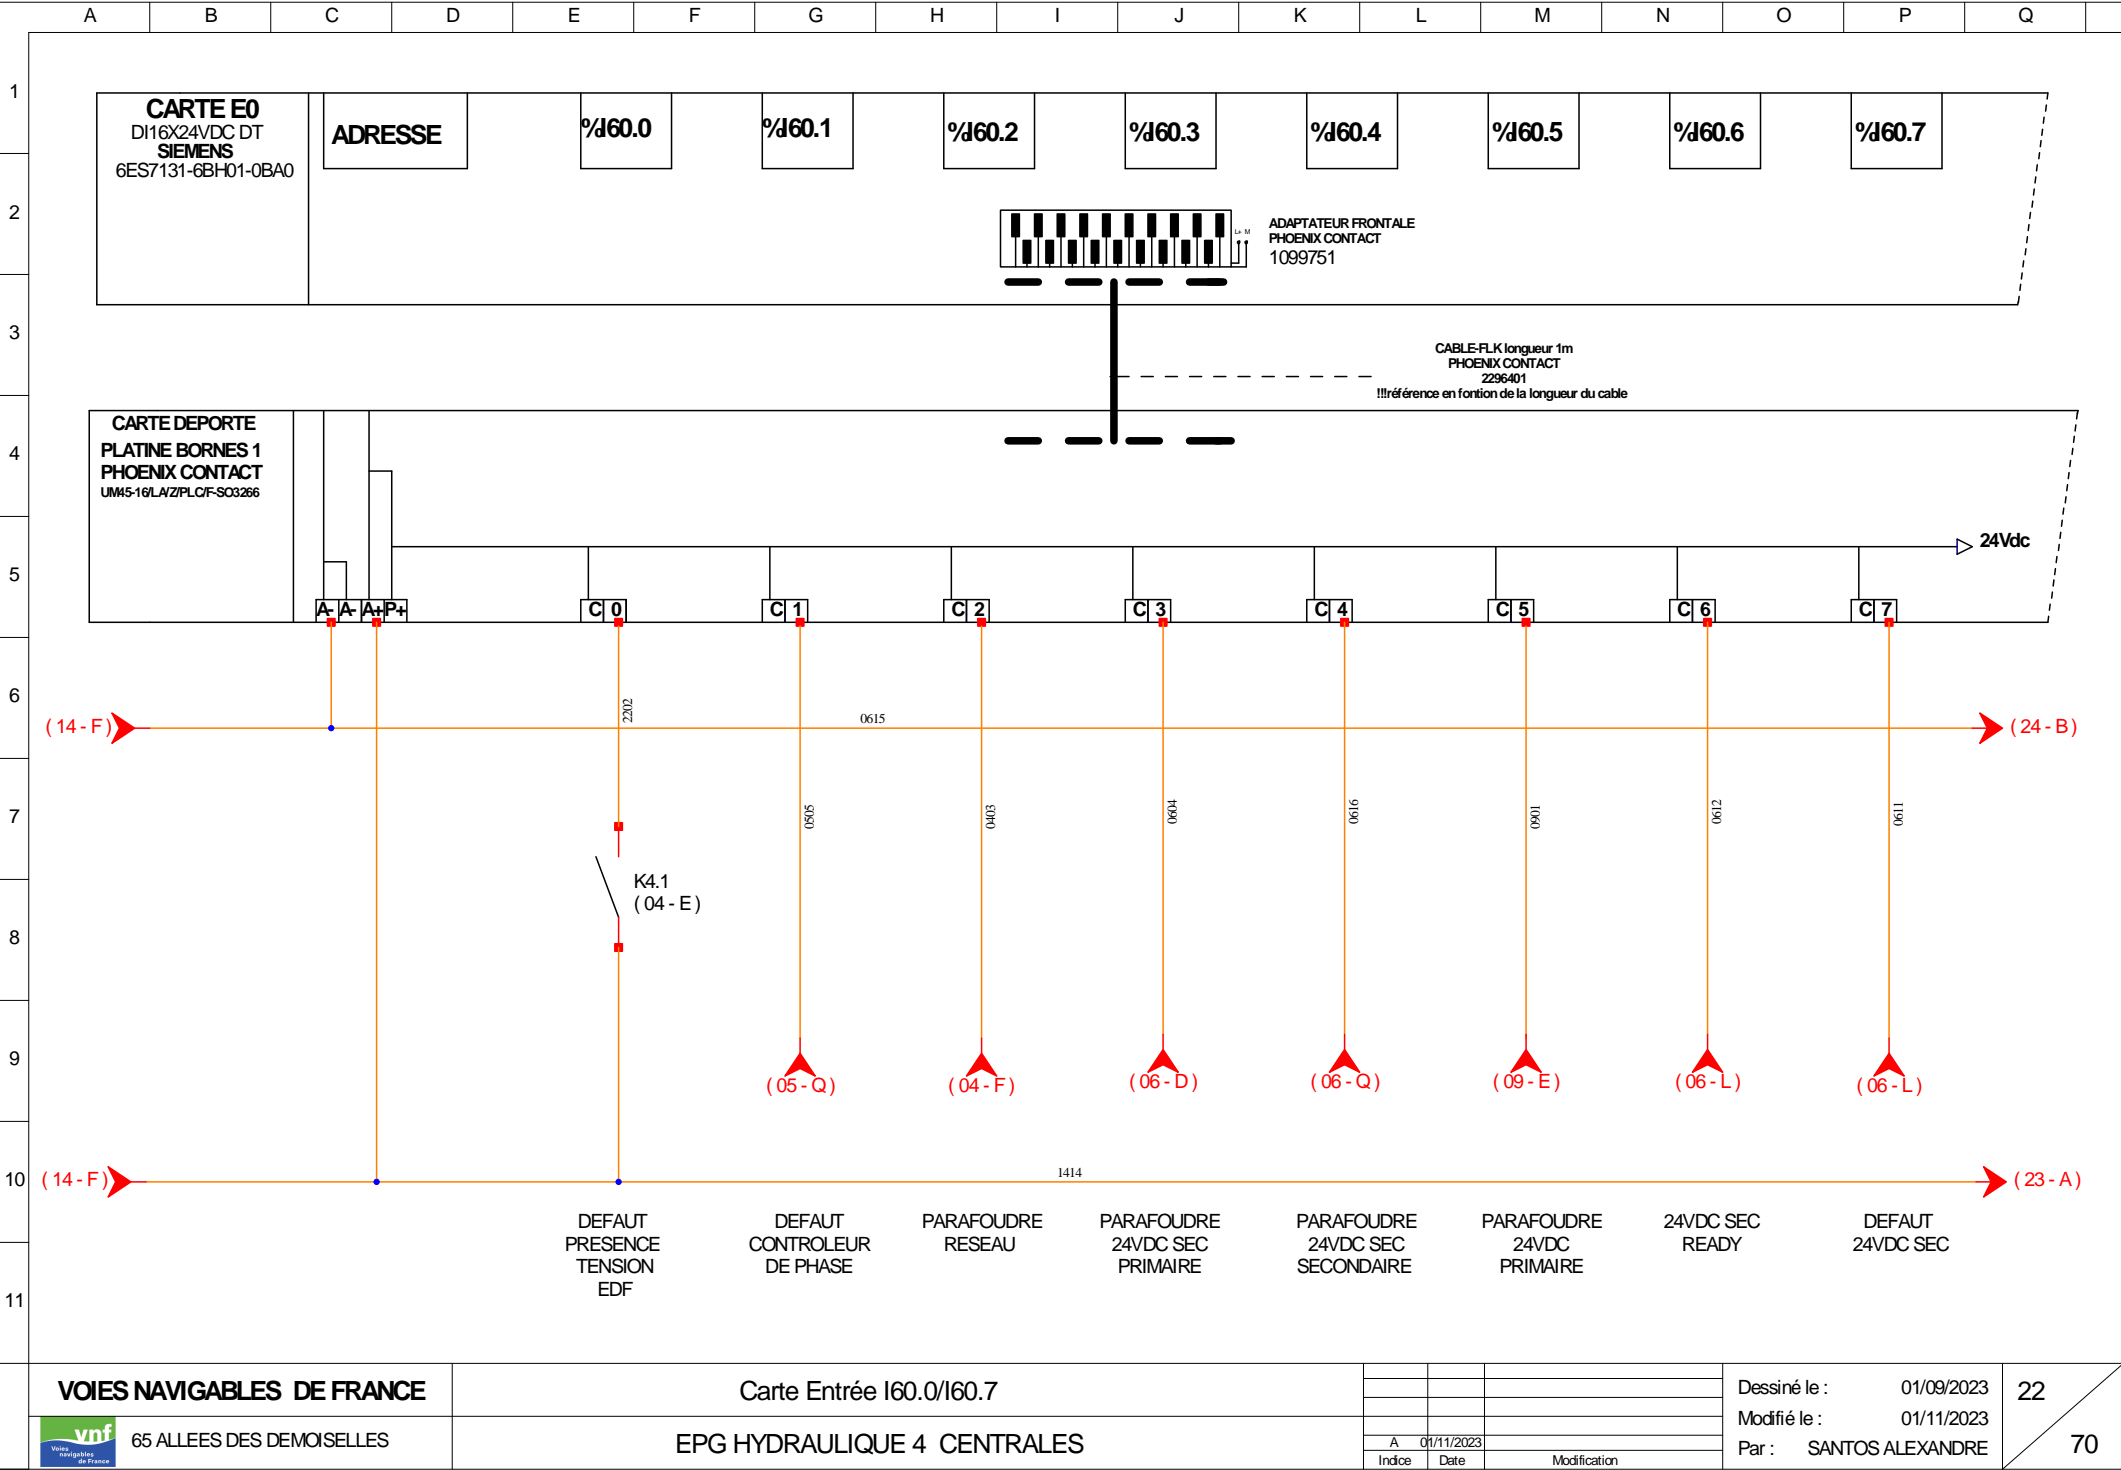 A B C D E F G H I J K L M N O P Q
1
2
3
4
5
6
7
8
9
10
11
CARTE E0
DI16X24VDC DT
SIEMENS
6ES7131-6BH01-0BA0
ADRESSE
%I60.0
%I60.1
%I60.2
%I60.3
%I60.4
%I60.5
%I60.6
%I60.7
L+ M
ADAPTATEUR FRONTALE
PHOENIX CONTACT
1099751
CABLE-FLK longueur 1m
PHOENIX CONTACT
2296401
!!!référence en fontion de la longueur du cable
CARTE DEPORTE
PLATINE BORNES 1
PHOENIX CONTACT
UM45-16/LA/Z/PLC/F-SO3266
24Vdc
A- A- A+ P+
C 0
C 1
C 2
C 3
C 4
C 5
C 6
C 7
( 14 - F )
2202
0615
( 24 - B )
0505
0403
0604
0616
0901
0612
0611
K4.1
( 04 - E )
( 05 - Q )
( 04 - F )
( 06 - D )
( 06 - Q )
( 09 - E )
( 06 - L )
( 06 - L )
( 14 - F )
1414
( 23 - A )
DEFAUT
PRESENCE
TENSION
EDF
DEFAUT
CONTROLEUR
DE PHASE
PARAFOUDRE
RESEAU
PARAFOUDRE
24VDC SEC
PRIMAIRE
PARAFOUDRE
24VDC SEC
SECONDAIRE
PARAFOUDRE
24VDC
PRIMAIRE
24VDC SEC
READY
DEFAUT
24VDC SEC
VOIES NAVIGABLES DE FRANCE
vnf
Voies
navigables
de France
65 ALLEES DES DEMOISELLES
Carte Entrée I60.0/I60.7
EPG HYDRAULIQUE 4 CENTRALES
A 01/11/2023
Indice Date Modification
Dessiné le : 01/09/2023
Modifié le : 01/11/2023
Par : SANTOS ALEXANDRE
22
70